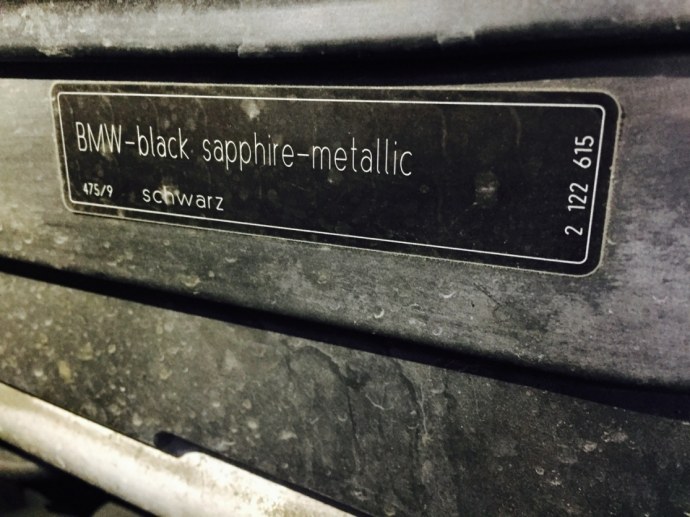 BMW-black sapphire-metallic
475/9 schwarz
2 122 615